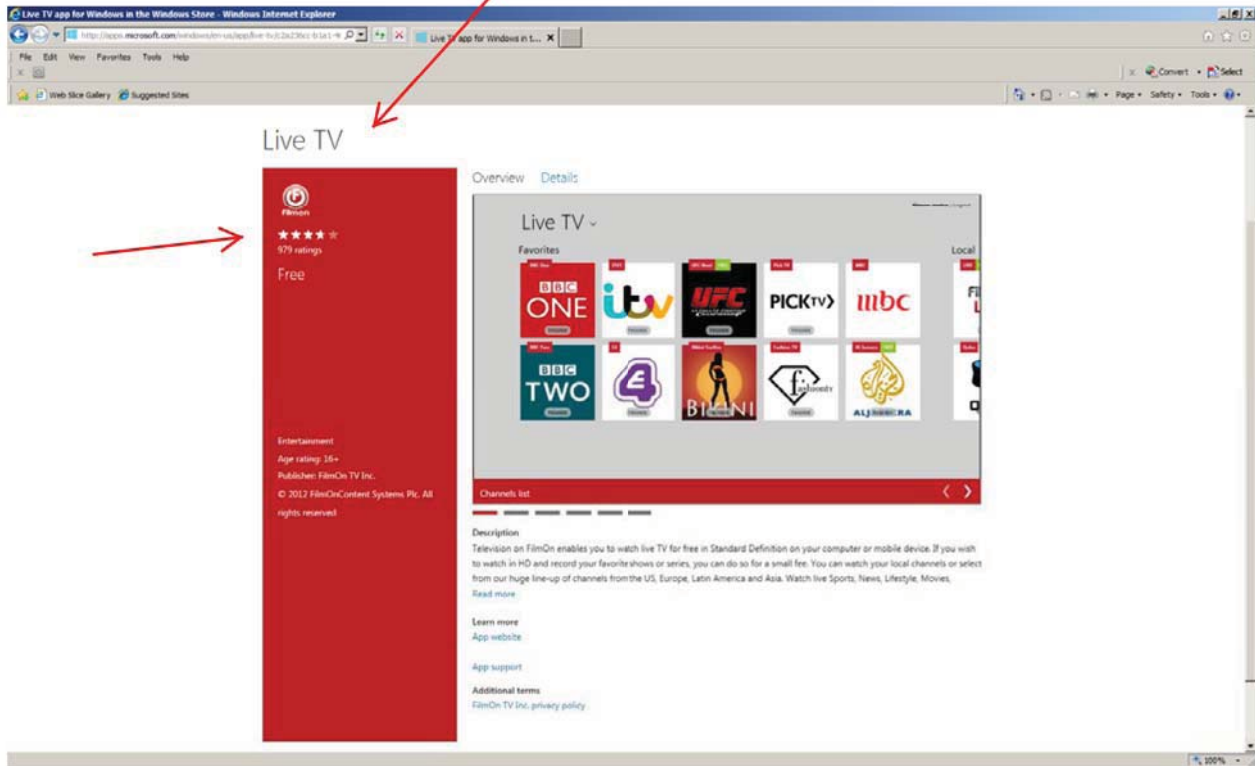 Live TV app for Windows in the Windows Store - Windows Internet Explorer
Live TV app for Windows in t...
File Edit View Favorites Tools Help
Convert Select
Web Slice Gallery Suggested Sites
Page Safety Tools
Live TV
Filmon
979 ratings
Free
Entertainment
Age rating: 16+
Publisher: FilmOn TV Inc.
© 2012 FilmOnContent Systems Plc. All
rights reserved
Overview Details
Live TV
Favorites Local
BBC ONE itv UFC PICK TV mbc
BBC TWO 4 BIKINI fashiontv
Channels list
Description
Television on FilmOn enables you to watch live TV for free in Standard Definition on your computer or mobile device. If you wish
to watch in HD and record your favorite shows or series, you can do so for a small fee. You can watch your local channels or select
from our huge line-up of channels from the US, Europe, Latin America and Asia. Watch live Sports, News, Lifestyle, Movies,
Read more
Learn more
App website
App support
Additional terms
FilmOn TV Inc. privacy policy
100%